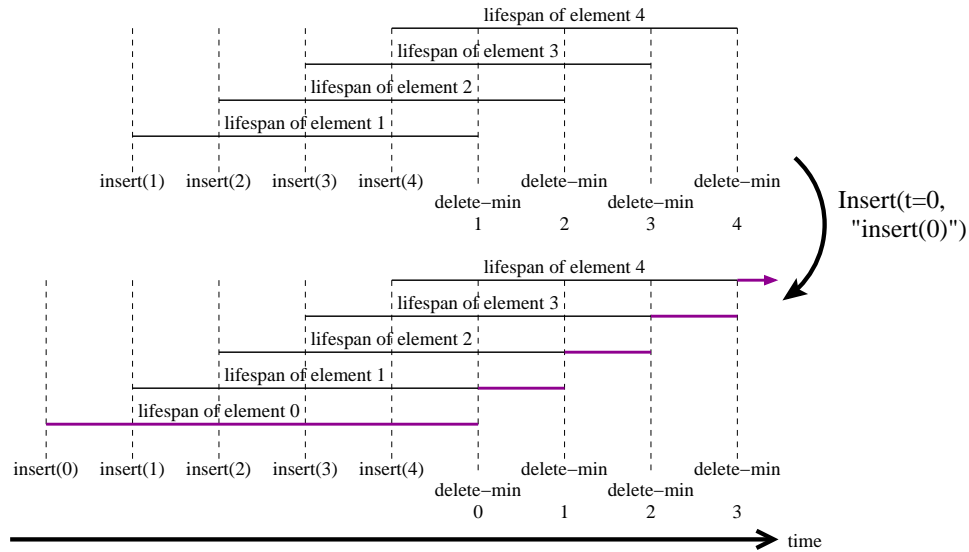 lifespan of element 4
lifespan of element 3
lifespan of element 2
lifespan of element 1
insert(1) insert(2) insert(3) insert(4) delete−min delete−min
delete−min delete−min
1 2 3 4
Insert(t=0,
"insert(0)")
lifespan of element 4
lifespan of element 3
lifespan of element 2
lifespan of element 1
lifespan of element 0
insert(0) insert(1) insert(2) insert(3) insert(4) delete−min delete−min
delete−min delete−min
0 1 2 3
time